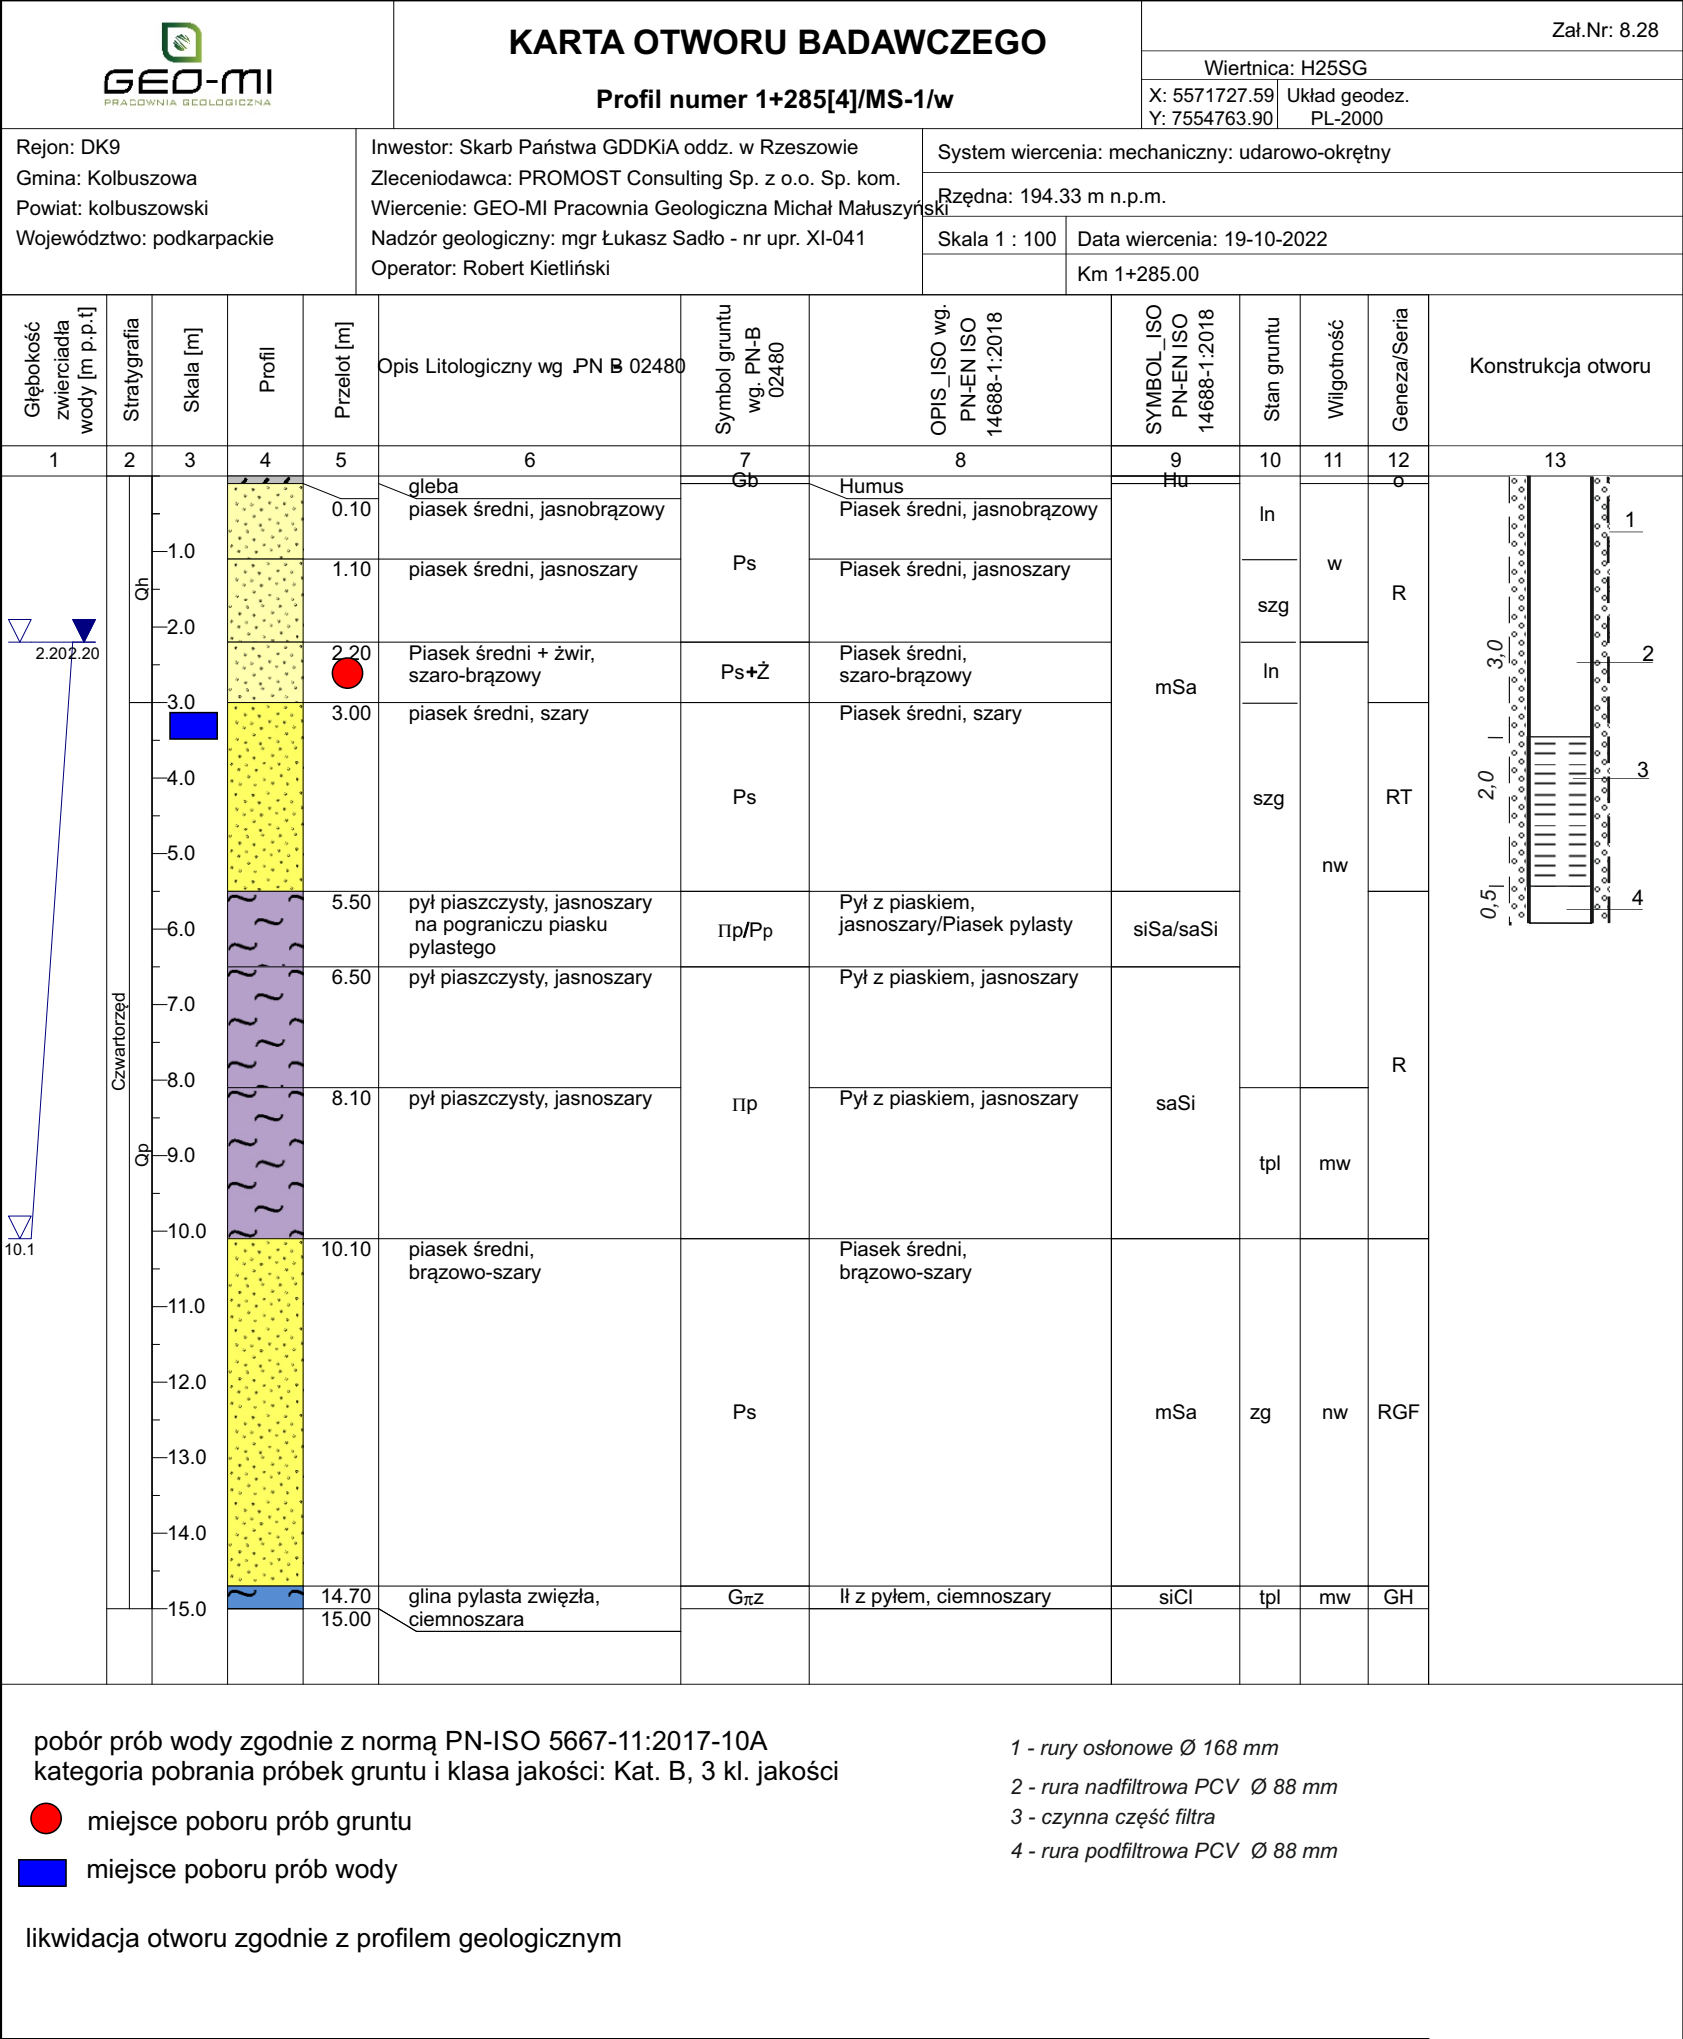 GEO-MI
PRACOWNIA GEOLOGICZNA
KARTA OTWORU BADAWCZEGO
Profil numer 1+285[4]/MS-1/w
Zał.Nr: 8.28
Wiertnica: H25SG
X: 5571727.59
Y: 7554763.90
Układ geodez.
PL-2000
Rejon: DK9
Gmina: Kolbuszowa
Powiat: kolbuszowski
Województwo: podkarpackie
Inwestor: Skarb Państwa GDDKiA oddz. w Rzeszowie
Zleceniodawca: PROMOST Consulting Sp. z o.o. Sp. kom.
Wiercenie: GEO-MI Pracownia Geologiczna Michał Małuszyński
Nadzór geologiczny: mgr Łukasz Sadło - nr upr. XI-041
Operator: Robert Kietliński
System wiercenia: mechaniczny: udarowo-okrętny
Rzędna: 194.33 m n.p.m.
Skala 1 : 100
Data wiercenia: 19-10-2022
Km 1+285.00
Głębokość
zwierciadła
wody [m p.p.t]
Stratygrafia
Skala [m]
Profil
Przelot [m]
Opis Litologiczny wg .PN B 02480
Symbol gruntu
wg. PN-B
02480
OPIS_ISO wg.
PN-EN ISO
14688-1:2018
SYMBOL_ISO
PN-EN ISO
14688-1:2018
Stan gruntu
Wilgotność
Geneza/Seria
Konstrukcja otworu
1 2 3 4 5 6 7 8 9 10 11 12 13
gleba Gb Humus Hu o
0.10 piasek średni, jasnobrązowy Piasek średni, jasnobrązowy
ln
1
1.0
Ps w
1.10 piasek średni, jasnoszary Piasek średni, jasnoszary
Qh R
szg
2.0
2.20 2.20
2.20 Piasek średni + żwir,
szaro-brązowy
Ps+Ż
Piasek średni,
szaro-brązowy
mSa
ln
3,0
2
3.0
3.00 piasek średni, szary Piasek średni, szary
4.0
Ps szg RT
2,0
3
5.0
nw
5.50 pył piaszczysty, jasnoszary
na pograniczu piasku
pylastego
Πp/Pp
Pył z piaskiem,
jasnoszary/Piasek pylasty
siSa/saSi
0,5
4
6.0
6.50 pył piaszczysty, jasnoszary Pył z piaskiem, jasnoszary
7.0
Czwartorzęd
8.0
R
8.10 pył piaszczysty, jasnoszary
Πp
Pył z piaskiem, jasnoszary
saSi
Qp
9.0
tpl mw
10.0
10.1
10.10 piasek średni,
brązowo-szary
Piasek średni,
brązowo-szary
11.0
12.0
Ps mSa zg nw RGF
13.0
14.0
14.70 glina pylasta zwięzła,
ciemnoszara
Gπz Ił z pyłem, ciemnoszary siCl tpl mw GH
15.0
15.00
pobór prób wody zgodnie z normą PN-ISO 5667-11:2017-10A
kategoria pobrania próbek gruntu i klasa jakości: Kat. B, 3 kl. jakości
miejsce poboru prób gruntu
miejsce poboru prób wody
likwidacja otworu zgodnie z profilem geologicznym
1 - rury osłonowe Ø 168 mm
2 - rura nadfiltrowa PCV Ø 88 mm
3 - czynna część filtra
4 - rura podfiltrowa PCV Ø 88 mm